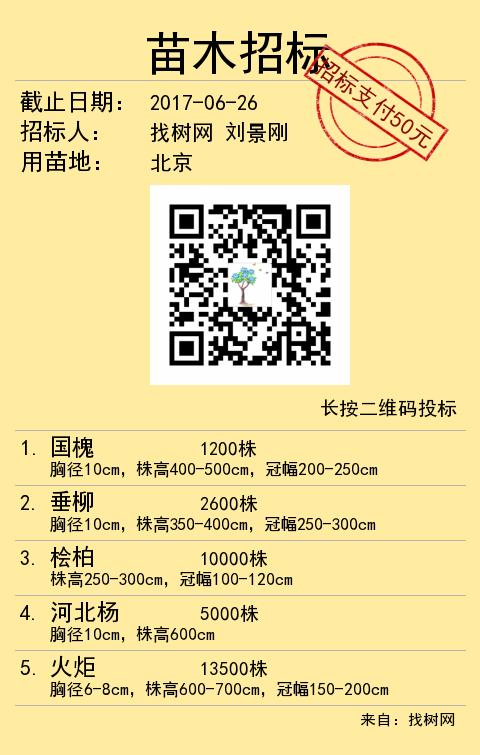 苗木招标
招标支付50元
截止日期： 2017-06-26
招标人： 找树网 刘景刚
用苗地： 北京
长按二维码投标
1. 国槐 1200株
胸径10cm，株高400-500cm，冠幅200-250cm
2. 垂柳 2600株
胸径10cm，株高350-400cm，冠幅250-300cm
3. 桧柏 10000株
株高250-300cm，冠幅100-120cm
4. 河北杨 5000株
胸径10cm，株高600cm
5. 火炬 13500株
胸径6-8cm，株高600-700cm，冠幅150-200cm
来自：找树网